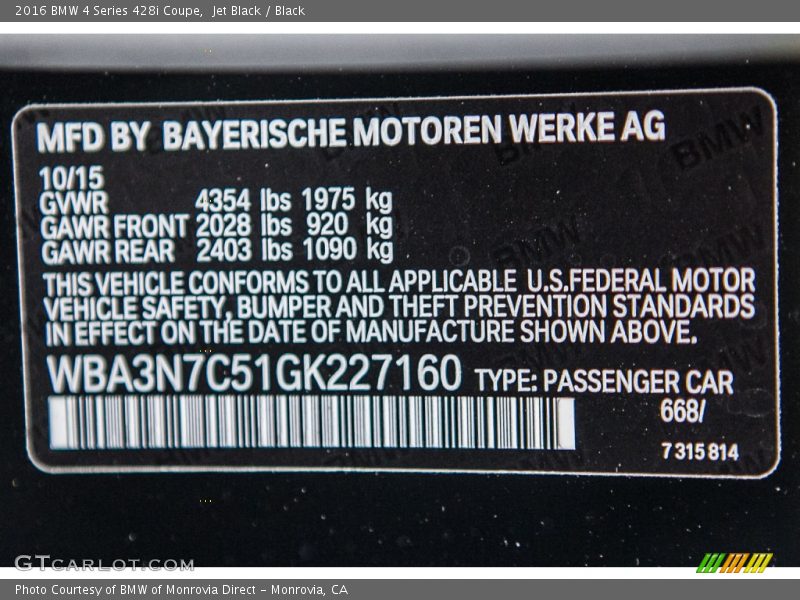 2016 BMW 4 Series 428i Coupe,  Jet Black / Black
MFD BY BAYERISCHE MOTOREN WERKE AG
10/15
GVWR 4354 lbs 1975 kg
GAWR FRONT 2028 lbs 920 kg
GAWR REAR 2403 lbs 1090 kg
THIS VEHICLE CONFORMS TO ALL APPLICABLE U.S.FEDERAL MOTOR
VEHICLE SAFETY, BUMPER AND THEFT PREVENTION STANDARDS
IN EFFECT ON THE DATE OF MANUFACTURE SHOWN ABOVE.
WBA3N7C51GK227160 TYPE: PASSENGER CAR
668/
7 315 814
GTCARLOT.COM
Photo Courtesy of BMW of Monrovia Direct - Monrovia, CA